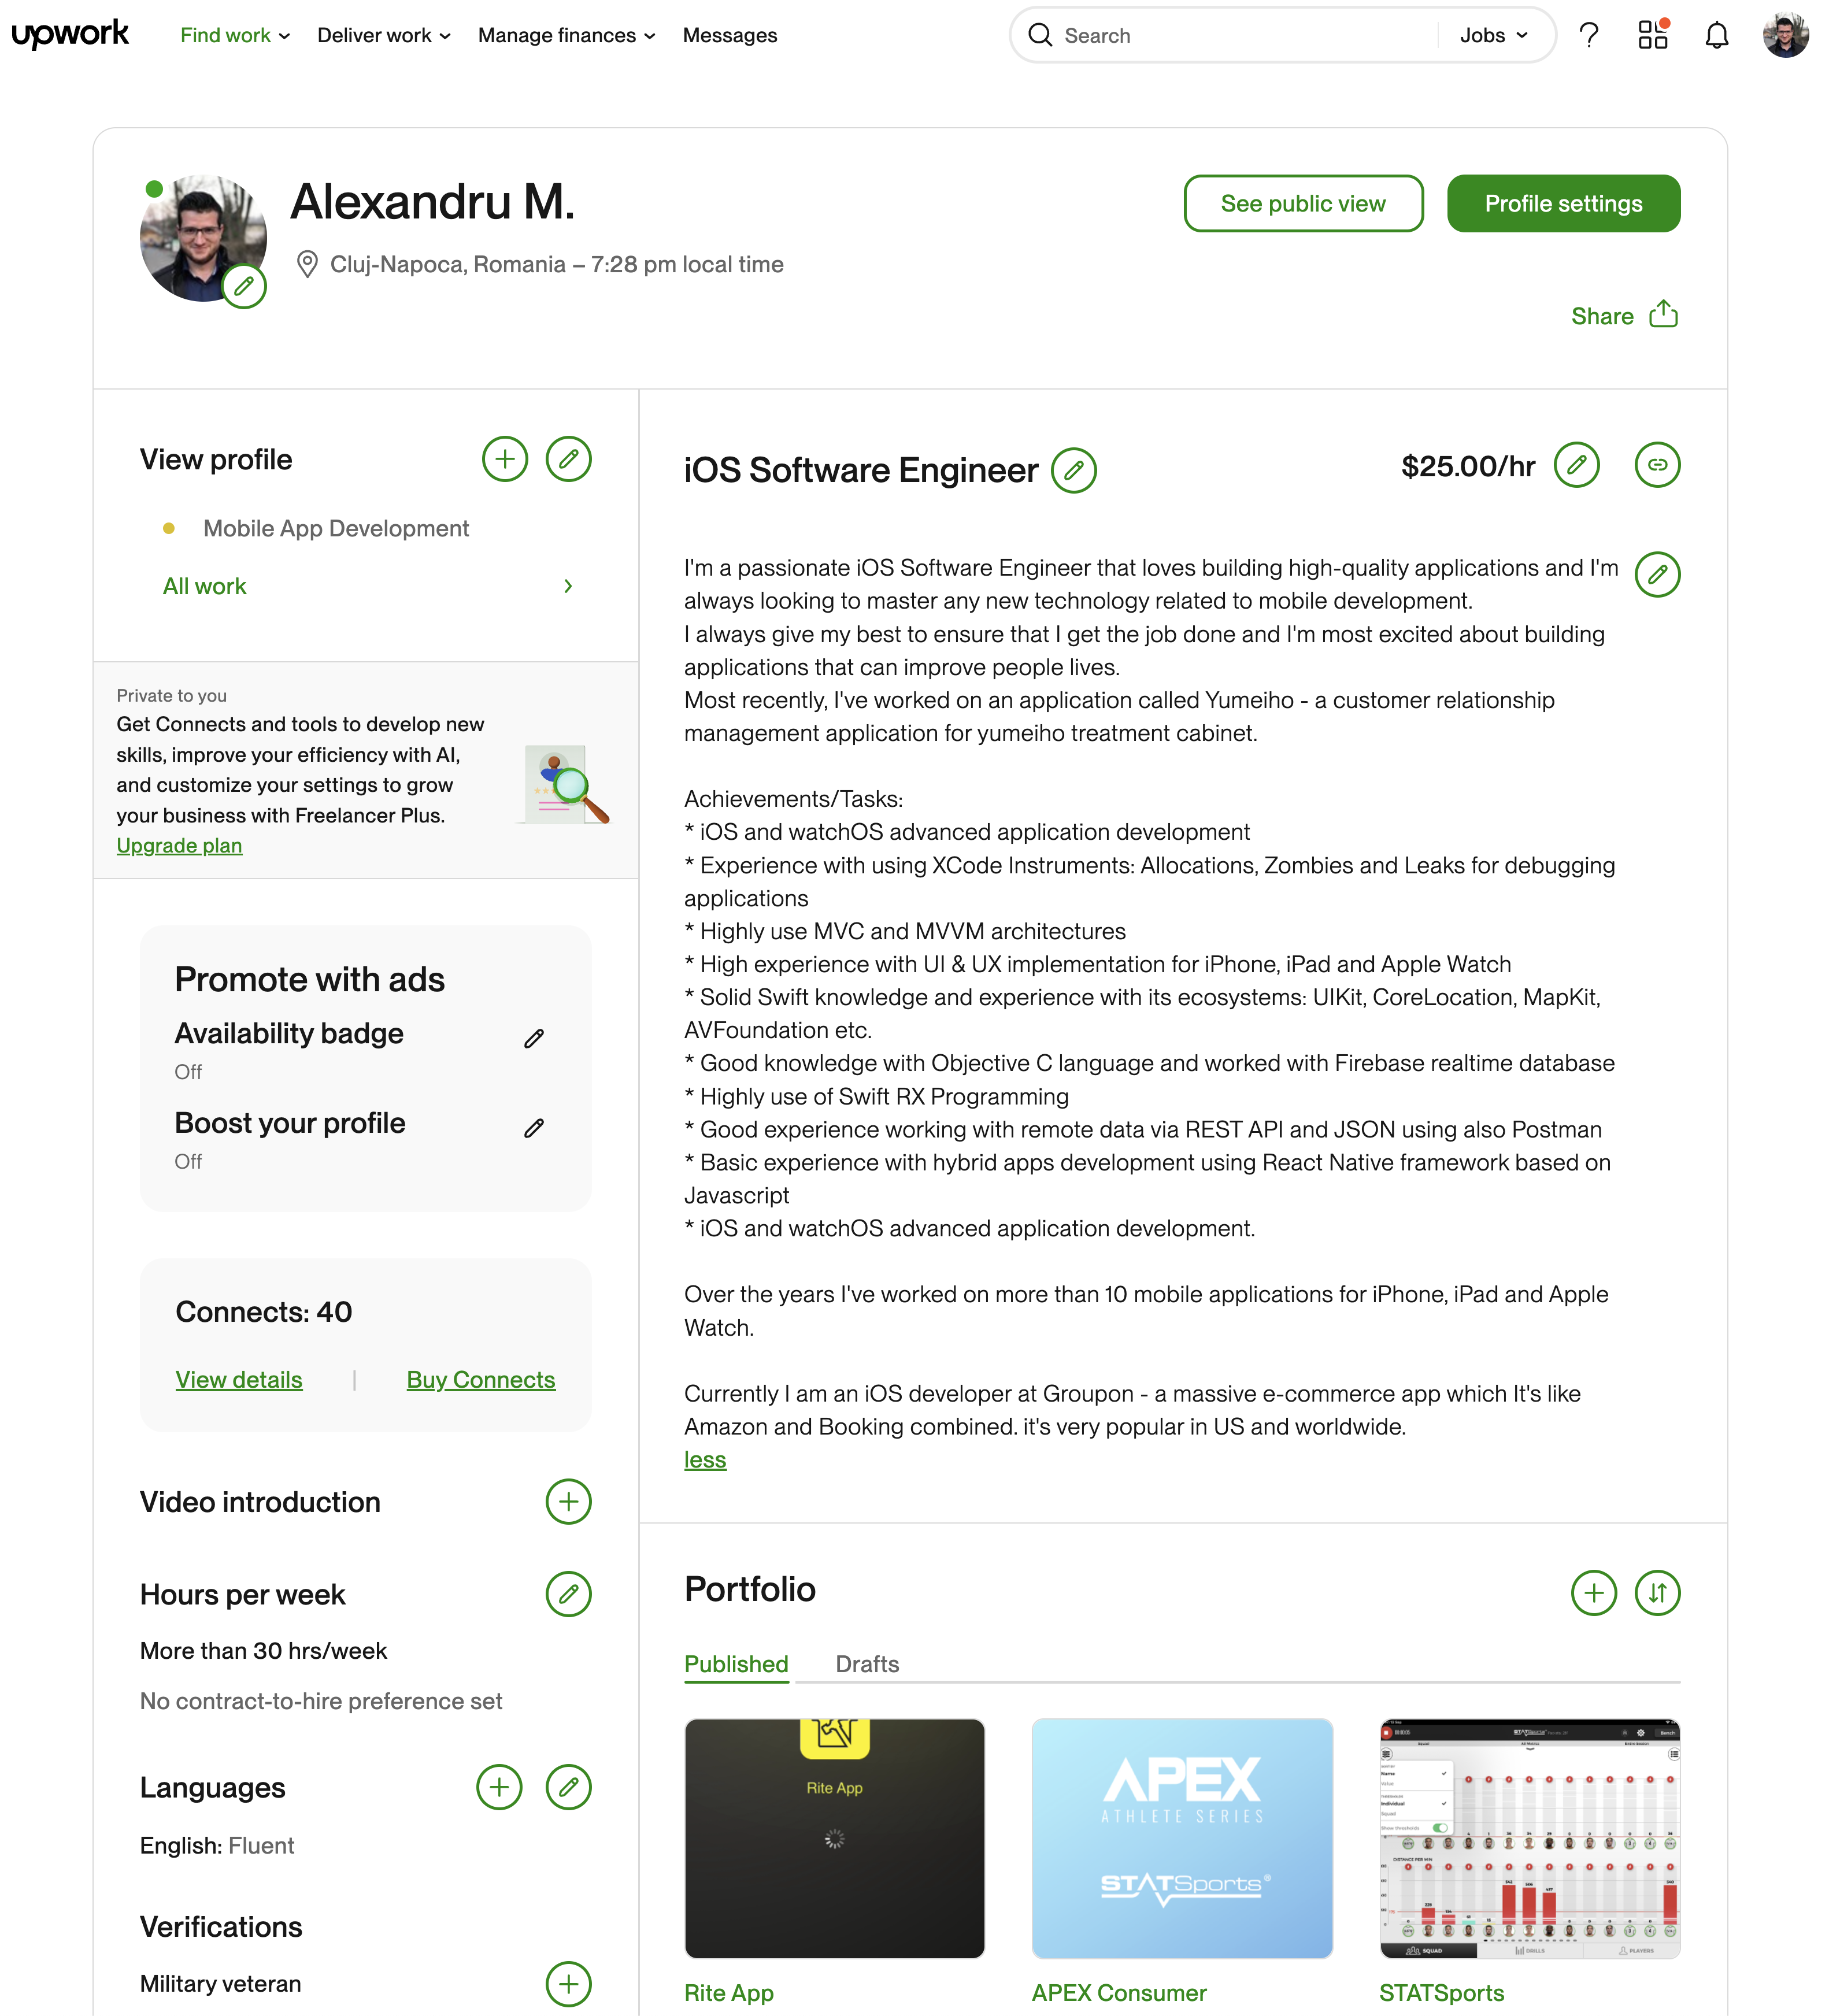 upwork
Find work
Deliver work
Manage finances
Messages
Search
Jobs
Alexandru M.
Cluj-Napoca, Romania – 7:28 pm local time
See public view
Profile settings
Share
View profile
Mobile App Development
All work
Private to you
Get Connects and tools to develop new
skills, improve your efficiency with AI,
and customize your settings to grow
your business with Freelancer Plus.
Upgrade plan
Promote with ads
Availability badge
Off
Boost your profile
Off
Connects: 40
View details
Buy Connects
Video introduction
Hours per week
More than 30 hrs/week
No contract-to-hire preference set
Languages
English: Fluent
Verifications
Military veteran
iOS Software Engineer
$25.00/hr
I'm a passionate iOS Software Engineer that loves building high-quality applications and I'm
always looking to master any new technology related to mobile development.
I always give my best to ensure that I get the job done and I'm most excited about building
applications that can improve people lives.
Most recently, I've worked on an application called Yumeiho - a customer relationship
management application for yumeiho treatment cabinet.
Achievements/Tasks:
* iOS and watchOS advanced application development
* Experience with using XCode Instruments: Allocations, Zombies and Leaks for debugging
applications
* Highly use MVC and MVVM architectures
* High experience with UI & UX implementation for iPhone, iPad and Apple Watch
* Solid Swift knowledge and experience with its ecosystems: UIKit, CoreLocation, MapKit,
AVFoundation etc.
* Good knowledge with Objective C language and worked with Firebase realtime database
* Highly use of Swift RX Programming
* Good experience working with remote data via REST API and JSON using also Postman
* Basic experience with hybrid apps development using React Native framework based on
Javascript
* iOS and watchOS advanced application development.
Over the years I've worked on more than 10 mobile applications for iPhone, iPad and Apple
Watch.
Currently I am an iOS developer at Groupon - a massive e-commerce app which It's like
Amazon and Booking combined. it's very popular in US and worldwide.
less
Portfolio
Published
Drafts
Rite App
APEX
ATHLETE SERIES
STATSports®
Name
Value
Individual
Squad
Show thresholds
DISTANCE PER MIN
SQUAD
DRILLS
PLAYERS
Rite App
APEX Consumer
STATSports